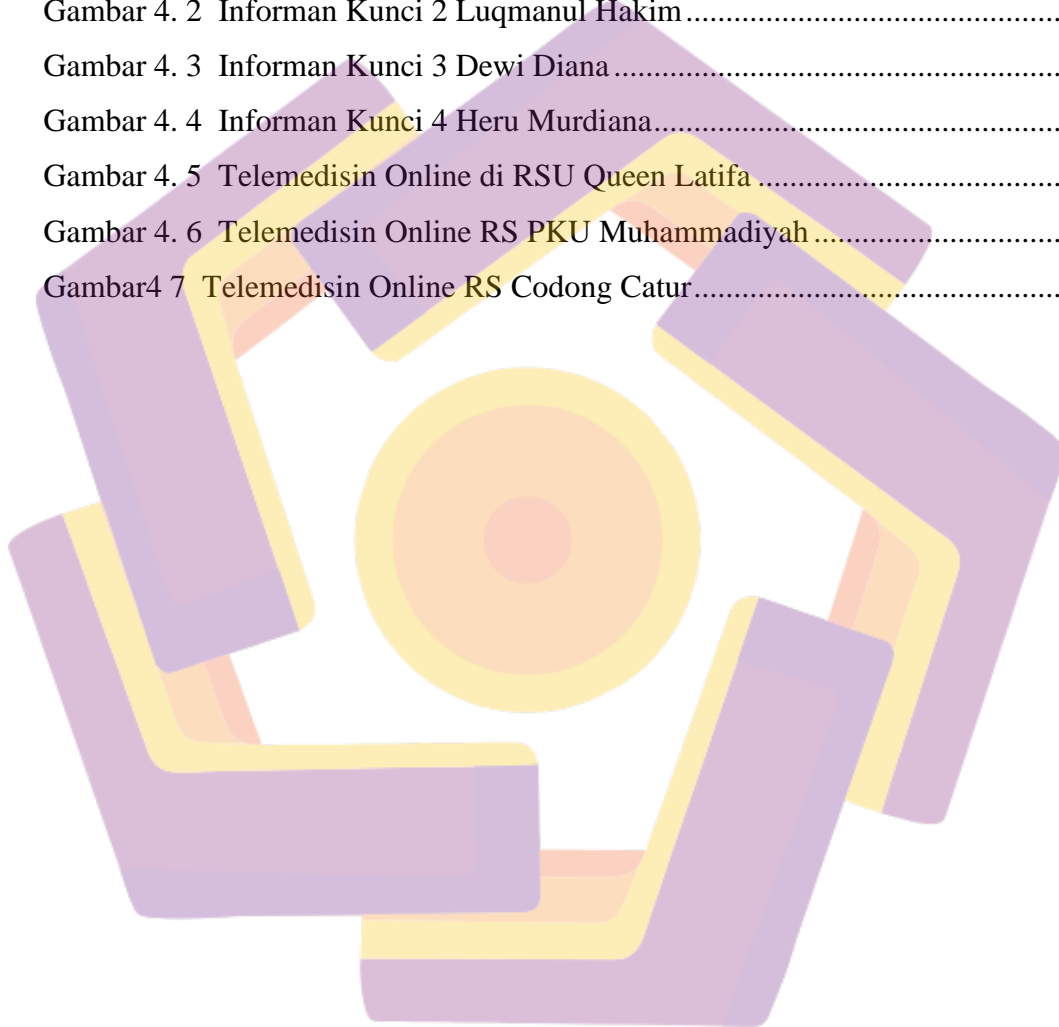 Gambar 4. 2  Informan Kunci 2 Luqmanul Hakim....................................
Gambar 4. 3  Informan Kunci 3 Dewi Diana............................................
Gambar 4. 4  Informan Kunci 4 Heru Murdiana.......................................
Gambar 4. 5  Telemedisin Online di RSU Queen Latifa ............................
Gambar 4. 6  Telemedisin Online RS PKU Muhammadiyah .......................
Gambar4 7  Telemedisin Online RS Codong Catur...................................